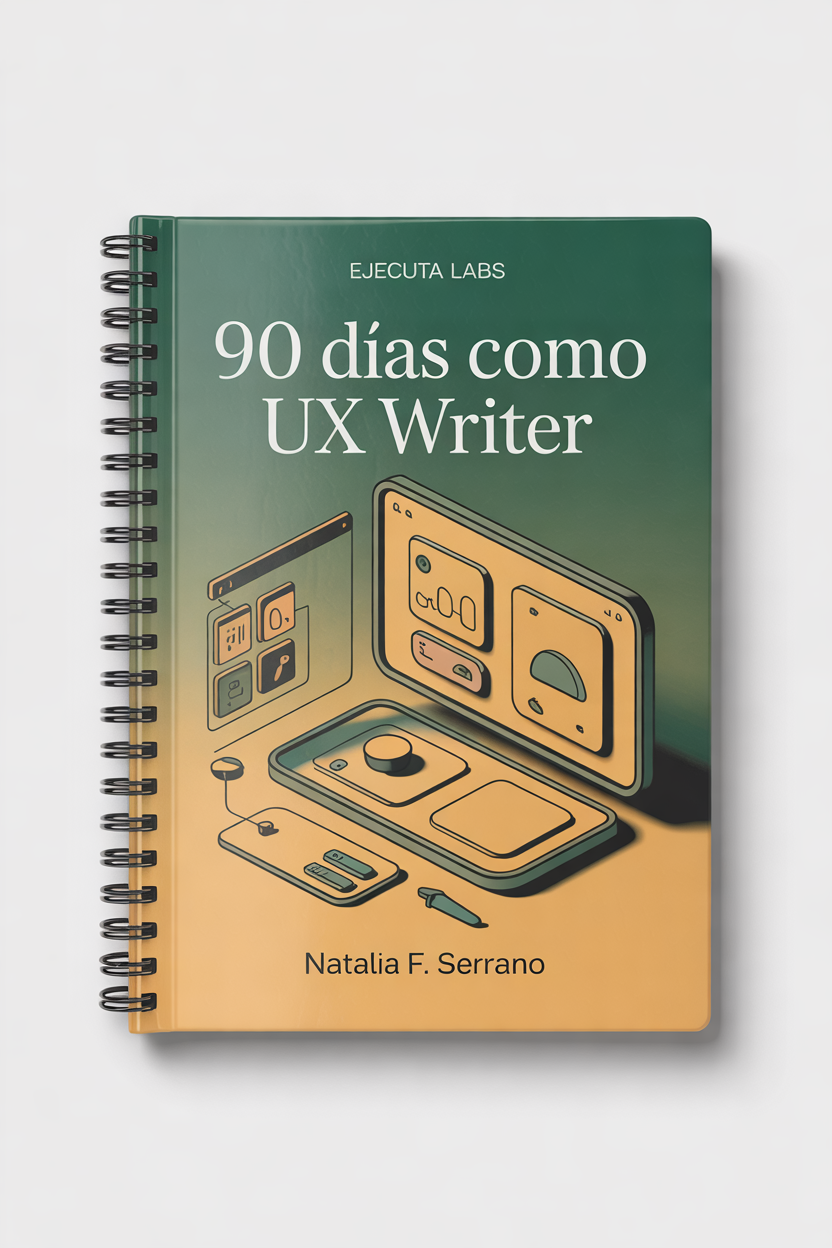 EJECUTA LABS
90 días como
UX Writer
Natalia F. Serrano